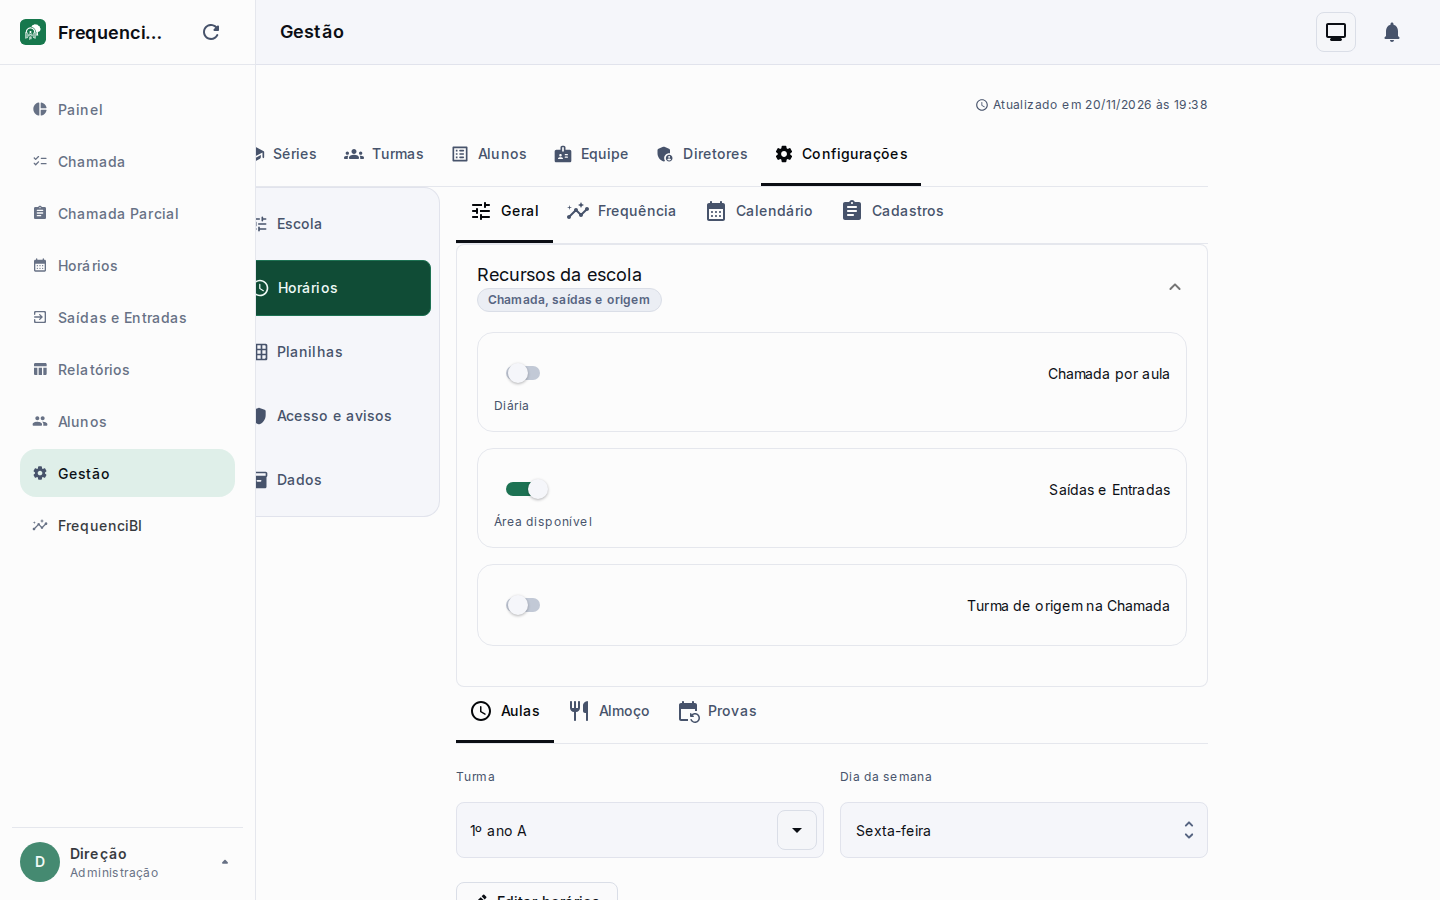 Frequenci...
Gestão
Painel
Chamada
Chamada Parcial
Horários
Saídas e Entradas
Relatórios
Alunos
Gestão
FrequenciBI
D
Direção
Administração
Atualizado em 20/11/2026 às 19:38
Séries
Turmas
Alunos
Equipe
Diretores
Configurações
Escola
Horários
Planilhas
Acesso e avisos
Dados
Geral
Frequência
Calendário
Cadastros
Recursos da escola
Chamada, saídas e origem
Chamada por aula
Diária
Saídas e Entradas
Área disponível
Turma de origem na Chamada
Aulas
Almoço
Provas
Turma
Dia da semana
1º ano A
Sexta-feira
Editar horários